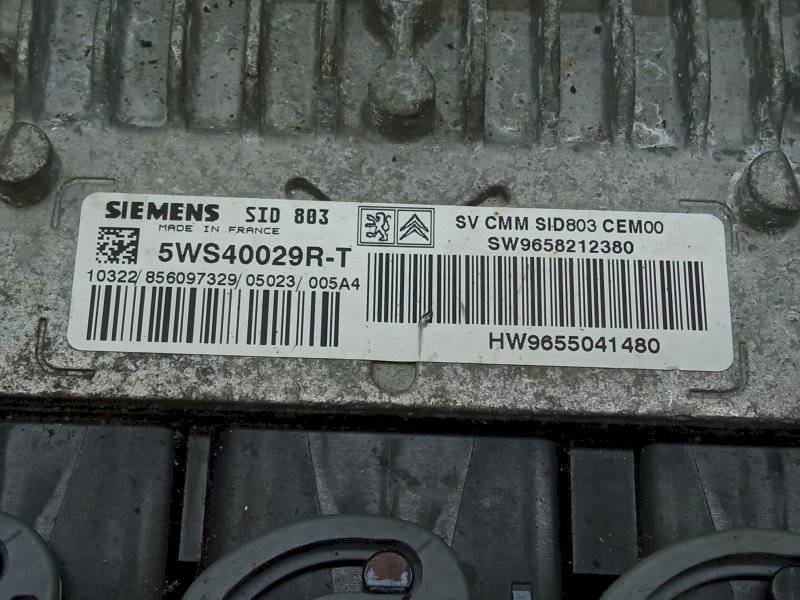 SIEMENS SID 803
MADE IN FRANCE
5WS40029R-T
10322/856097329/05023/005A4
SV CMM SID803 CEM00
SW9658212380
HW9655041480